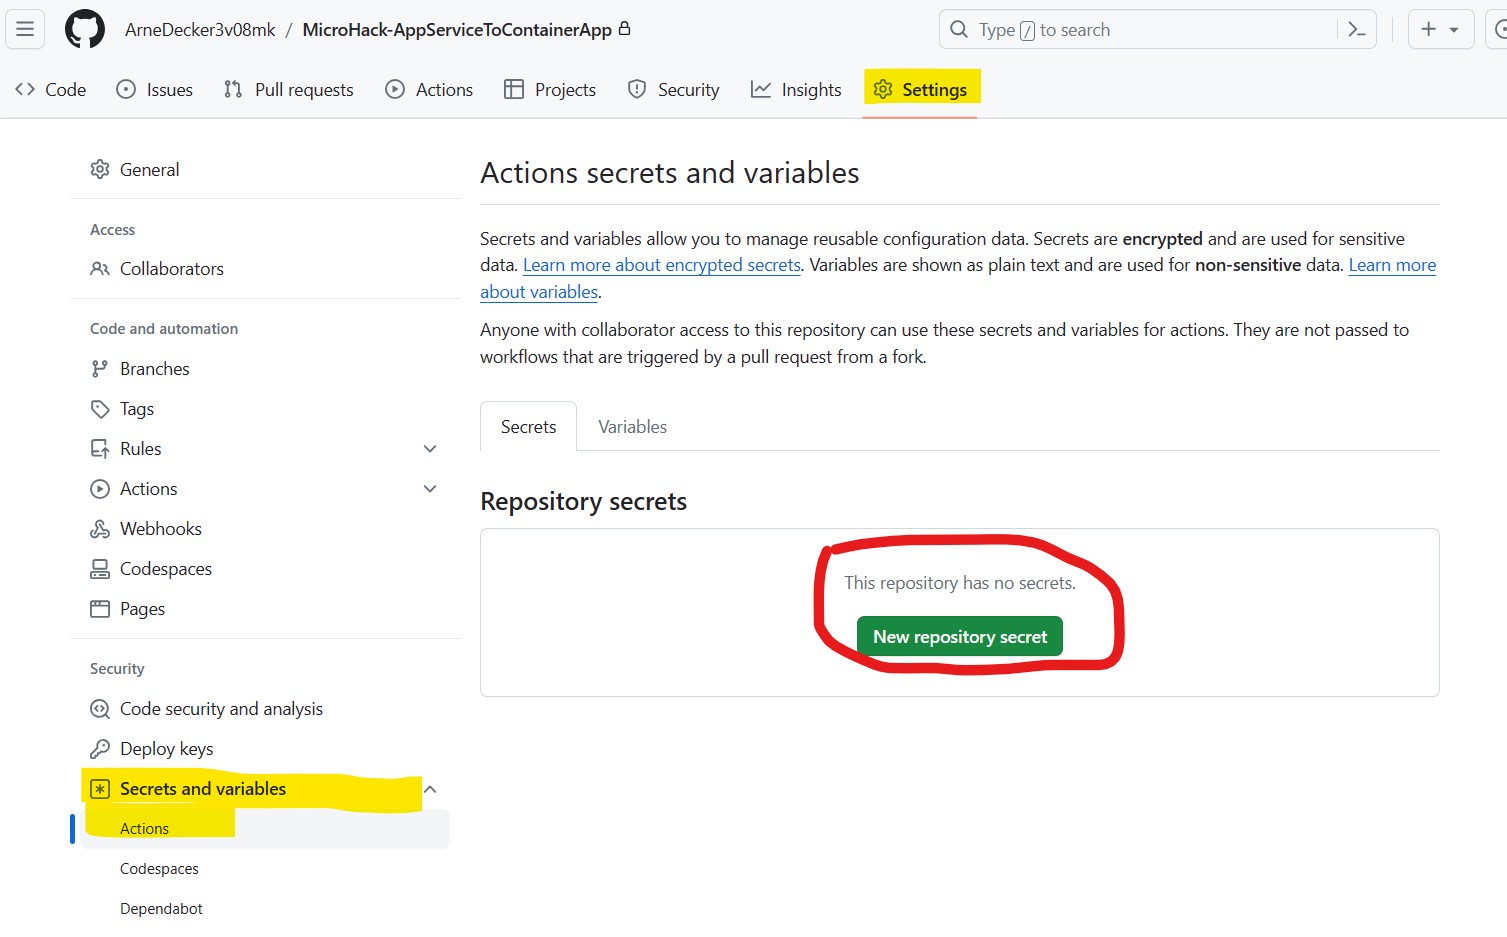 ArneDecker3v08mk / MicroHack-AppServiceToContainerApp
Type / to search
Code Issues Pull requests Actions Projects Security Insights Settings
General
Access
Collaborators
Code and automation
Branches
Tags
Rules
Actions
Webhooks
Codespaces
Pages
Security
Code security and analysis
Deploy keys
Secrets and variables
Actions
Codespaces
Dependabot
Actions secrets and variables
Secrets and variables allow you to manage reusable configuration data. Secrets are encrypted and are used for sensitive
data. Learn more about encrypted secrets. Variables are shown as plain text and are used for non-sensitive data. Learn more
about variables.
Anyone with collaborator access to this repository can use these secrets and variables for actions. They are not passed to
workflows that are triggered by a pull request from a fork.
Secrets Variables
Repository secrets
This repository has no secrets.
New repository secret